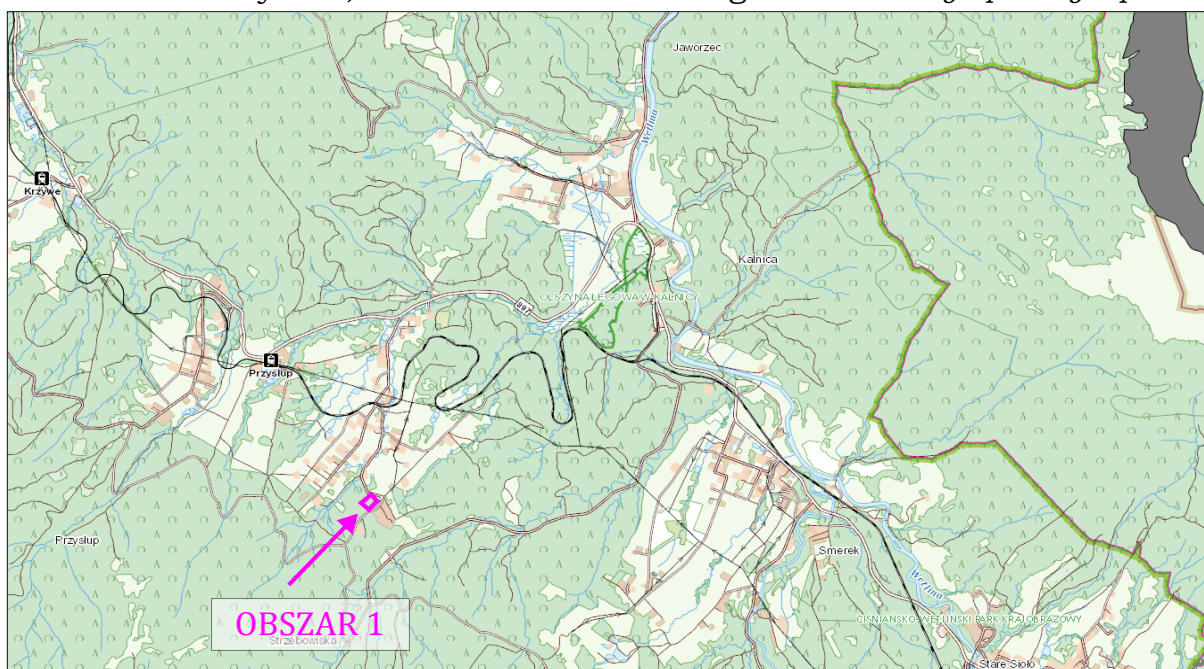 Jaworzec
Wetlina
Krzywe
Kalnica
OLSZYNA ŁĘGOWA W KALNICY
897
Przysłup
Przysłup
Smerek
OBSZAR 1
Strzebowiska
Wetlina
CIŚNIAŃSKO-WETLIŃSKI PARK KRAJOBRAZOWY
Stare Sioło